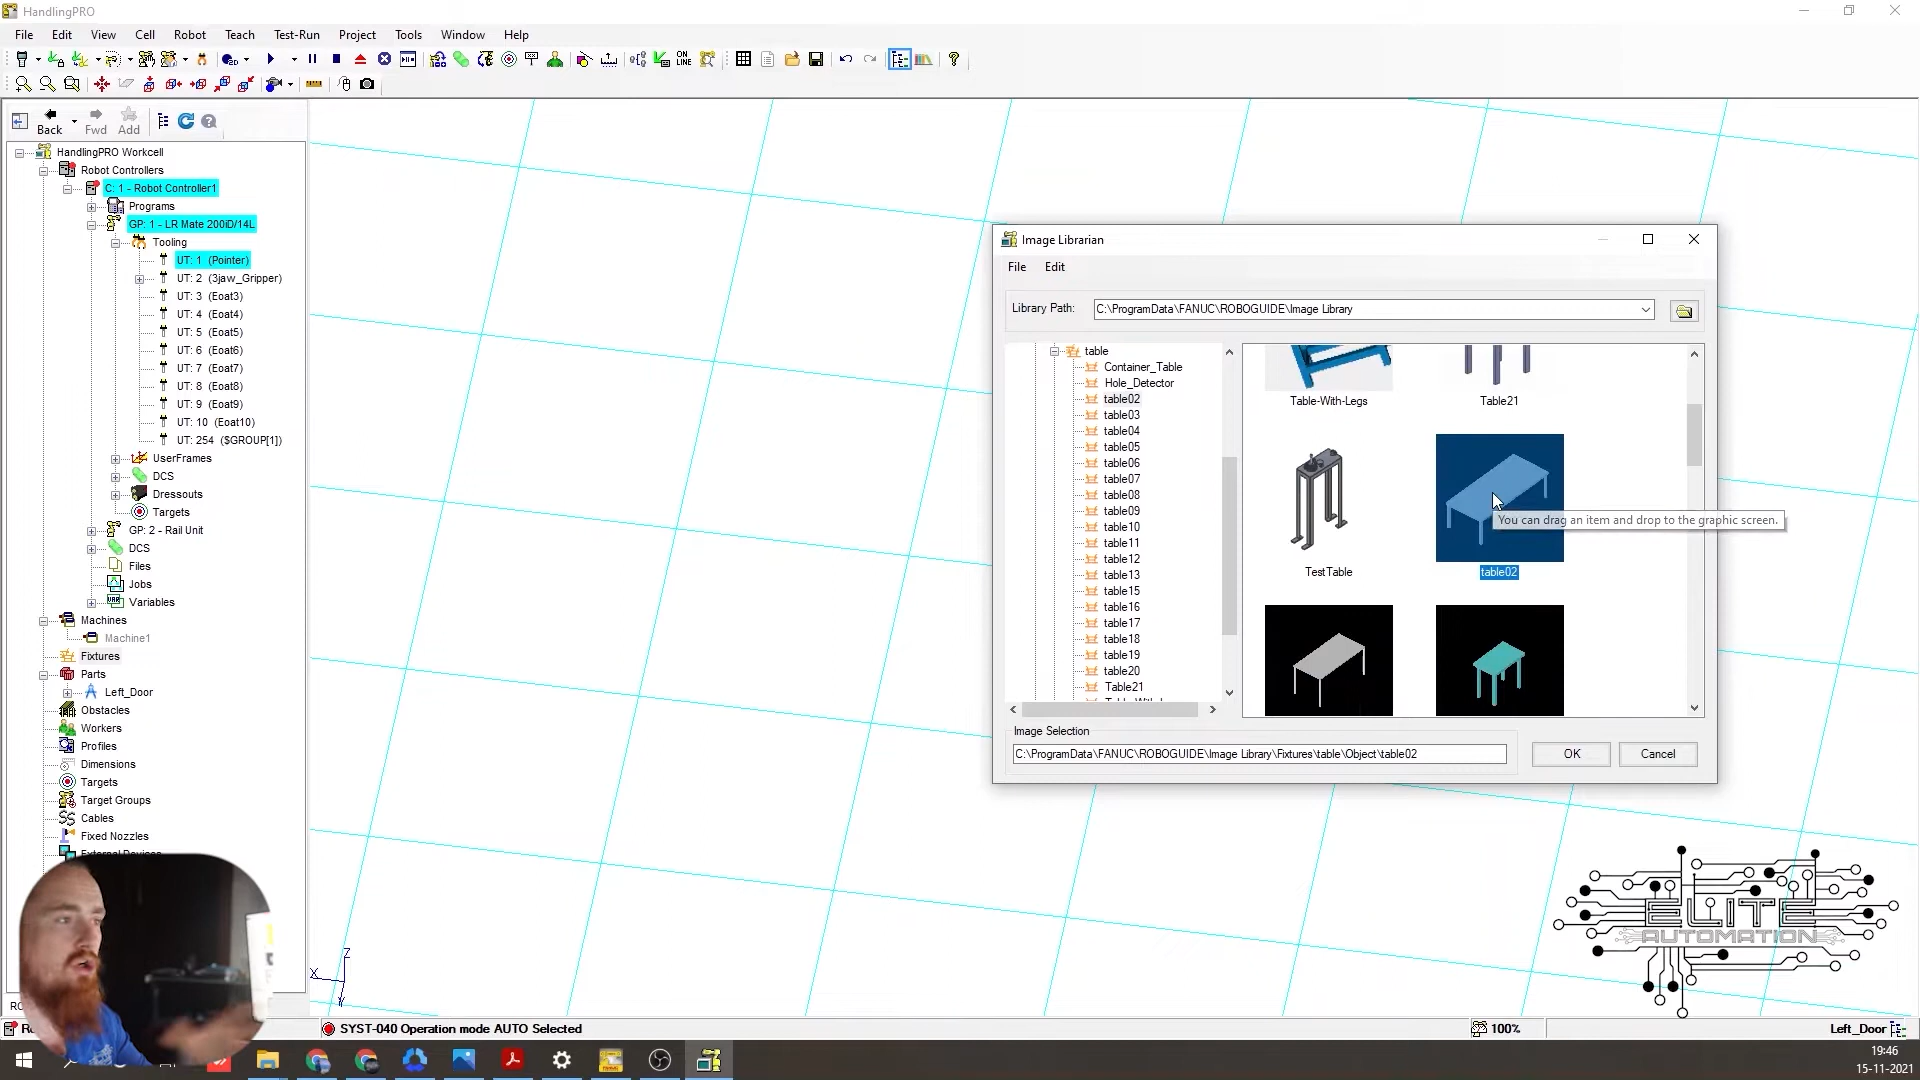 HandlingPRO
File Edit View Cell Robot Teach Test-Run Project Tools Window Help
ON LINE
Back Fwd Add
HandlingPRO Workcell
Robot Controllers
C: 1 - Robot Controller1
Programs
GP: 1 - LR Mate 200iD/14L
Tooling
UT: 1 (Pointer)
UT: 2 (3jaw_Gripper)
UT: 3 (Eoat3)
UT: 4 (Eoat4)
UT: 5 (Eoat5)
UT: 6 (Eoat6)
UT: 7 (Eoat7)
UT: 8 (Eoat8)
UT: 9 (Eoat9)
UT: 10 (Eoat10)
UT: 254 ($GROUP[1])
UserFrames
DCS
Dressouts
Targets
GP: 2 - Rail Unit
DCS
Files
Jobs
Variables
Machines
Machine1
Fixtures
Parts
Left_Door
Obstacles
Workers
Profiles
Dimensions
Targets
Target Groups
Cables
Fixed Nozzles
External Devices
Image Librarian
File Edit
Library Path: C:\ProgramData\FANUC\ROBOGUIDE\Image Library
table
Container_Table
Hole_Detector
table02
table03
table04
table05
table06
table07
table08
table09
table10
table11
table12
table13
table15
table16
table17
table18
table19
table20
Table21
Table-With-Legs Table21
TestTable table02
You can drag an item and drop to the graphic screen.
Image Selection
C:\ProgramData\FANUC\ROBOGUIDE\Image Library\Fixtures\table\Object\table02
OK Cancel
Z
X
Y
ELITE
AUTOMATION
SYST-040 Operation mode AUTO Selected
100%
Left_Door
19:46
15-11-2021